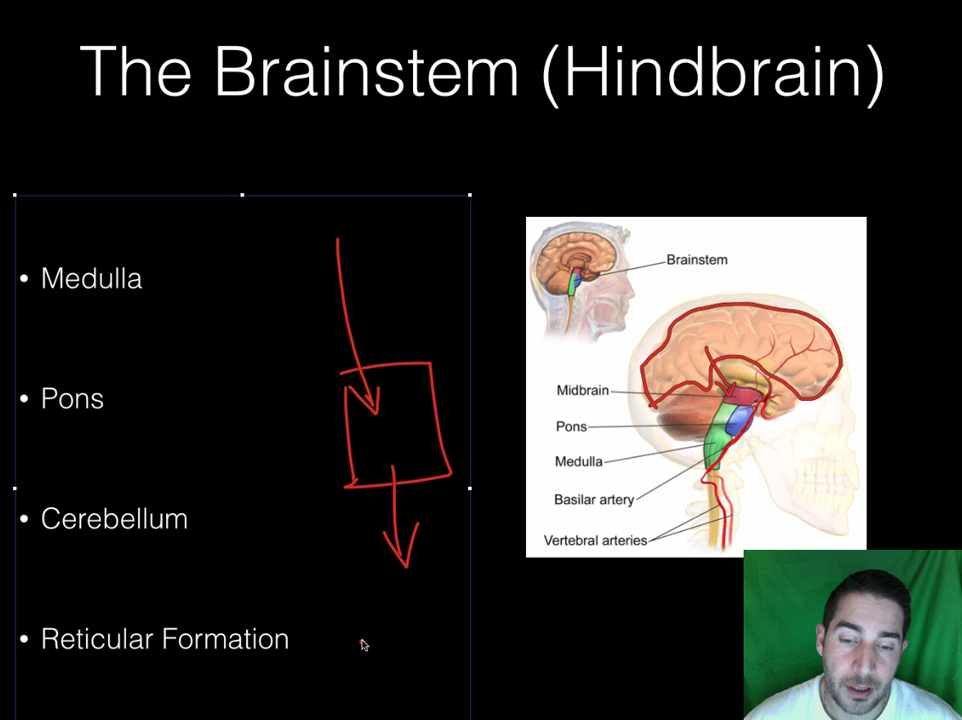 The Brainstem (Hindbrain)
• Medulla
• Pons
• Cerebellum
• Reticular Formation
Brainstem
Midbrain
Pons
Medulla
Basilar artery
Vertebral arteries